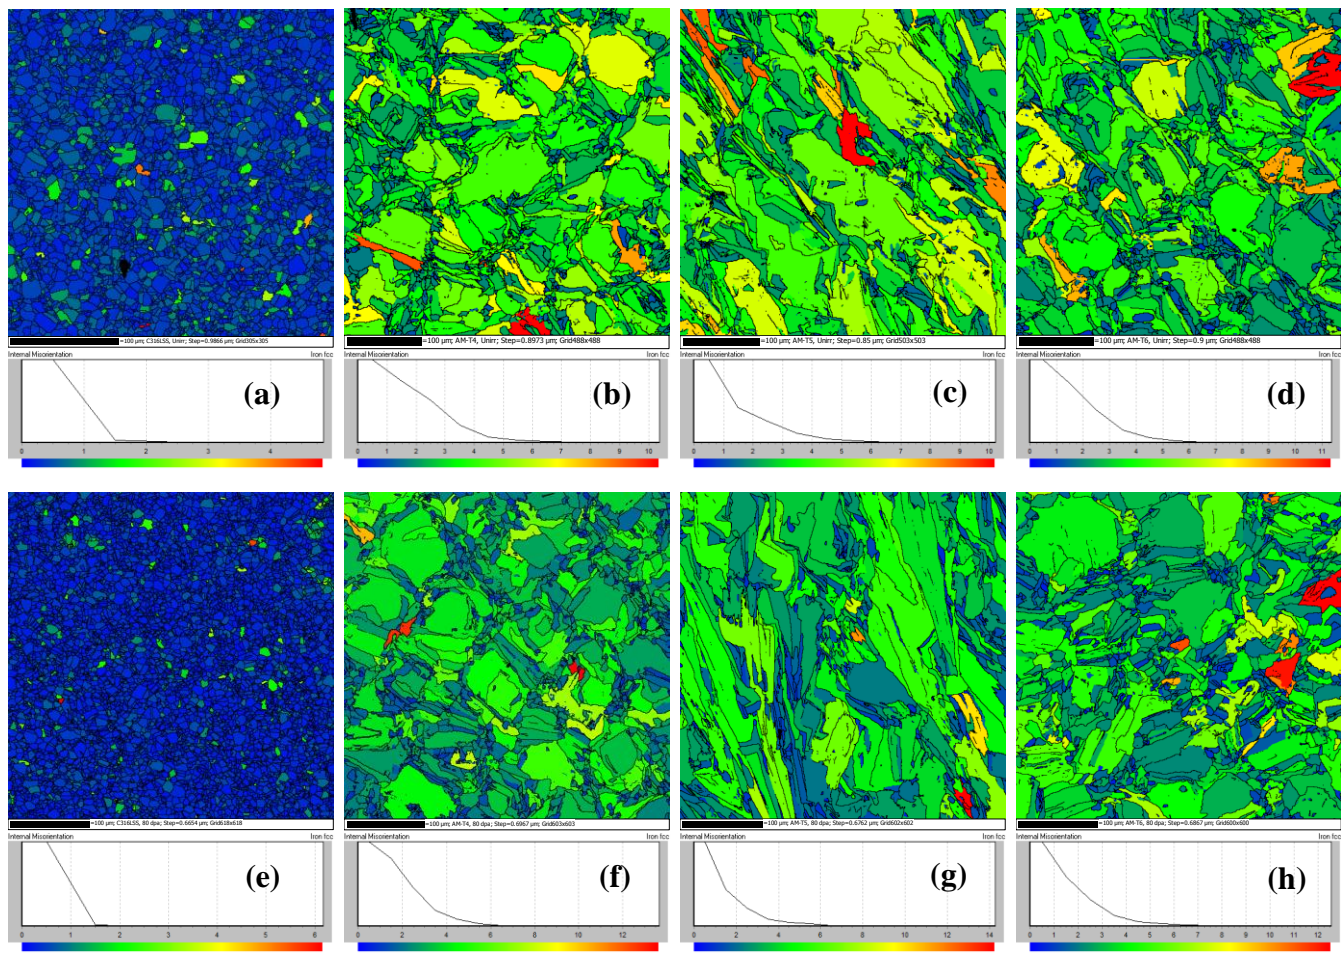 =100 µm; C316LSS, Unirr; Step=0.9866 µm; Grid305x305
=100 µm; AM-T4, Unirr; Step=0.8973 µm; Grid488x488
=100 µm; AM-T5, Unirr; Step=0.85 µm; Grid503x503
=100 µm; AM-T6, Unirr; Step=0.9 µm; Grid488x488
Internal Misorientation Iron fcc
Internal Misorientation Iron fcc
Internal Misorientation Iron fcc
Internal Misorientation Iron fcc
(a)
(b)
(c)
(d)
0 1 2 3 4
0 1 2 3 4 5 6 7 8 9 10
0 1 2 3 4 5 6 7 8 9 10
0 1 2 3 4 5 6 7 8 9 10 11
=100 µm; C316LSS, 80 dpa; Step=0.6654 µm; Grid618x618
=100 µm; AM-T4, 80 dpa; Step=0.6967 µm; Grid603x603
=100 µm; AM-T5, 80 dpa; Step=0.6762 µm; Grid602x602
=100 µm; AM-T6, 80 dpa; Step=0.6867 µm; Grid600x600
Internal Misorientation Iron fcc
Internal Misorientation Iron fcc
Internal Misorientation Iron fcc
Internal Misorientation Iron fcc
(e)
(f)
(g)
(h)
0 1 2 3 4 5 6
0 2 4 6 8 10 12
0 2 4 6 8 10 12 14
0 1 2 3 4 5 6 7 8 9 10 11 12